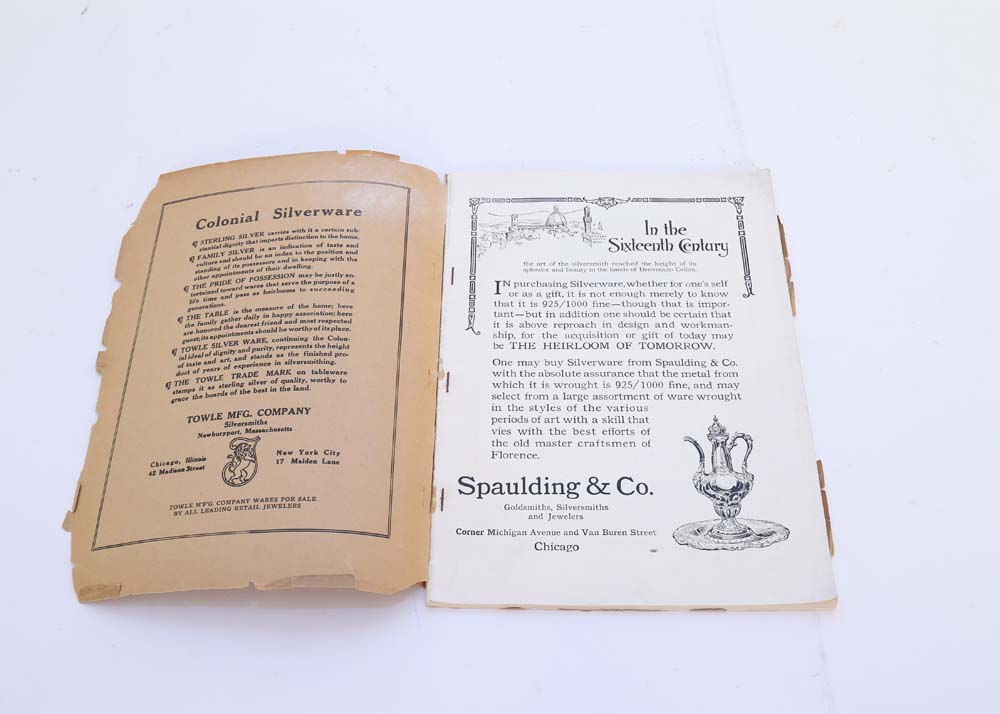 Colonial Silverware
¶ STERLING SILVER carries with it a certain sub-
stantial dignity that imparts distinction to the home.
¶ FAMILY SILVER is an indication of taste and
culture and should be an index to the position and
standing of its possessors and in keeping with the
other appointments of their dwelling.
¶ THE PRIDE OF POSSESSION may be justly en-
tertained toward wares that serve the purpose of a
life time and pass as heirlooms to succeeding
generations.
¶ THE TABLE is the measure of the home; here
the family gather daily in happy association; here
are honored the dearest friend and most respected
guest; its appointments should be worthy of its place.
¶ TOWLE SILVER WARE, continuing the Colon-
ial ideal of dignity and purity, represents the height
of taste and art, and stands as the finished pro-
duct of years of experience in silversmithing.
¶ THE TOWLE TRADE MARK on tableware
stamps it as sterling silver of quality, worthy to
grace the boards of the best in the land.
TOWLE MFG. COMPANY
Silversmiths
Newburyport, Massachusetts
Chicago, Illinois
42 Madison Street
New York City
17 Maiden Lane
TOWLE M'F'G. COMPANY WARES FOR SALE
BY ALL LEADING RETAIL JEWELERS
In the
Sixteenth Century
the art of the silversmith reached the height of its
splendor and beauty in the hands of Benvenuto Cellini.
IN purchasing Silverware, whether for one's self
or as a gift, it is not enough merely to know
that it is 925/1000 fine—though that is impor-
tant—but in addition one should be certain that
it is above reproach in design and workman-
ship, for the acquisition or gift of today may
be THE HEIRLOOM OF TOMORROW.
One may buy Silverware from Spaulding & Co.
with the absolute assurance that the metal from
which it is wrought is 925/1000 fine, and may
select from a large assortment of ware wrought
in the styles of the various
periods of art with a skill that
vies with the best efforts of
the old master craftsmen of
Florence.
Spaulding & Co.
Goldsmiths, Silversmiths
and Jewelers
Corner Michigan Avenue and Van Buren Street
Chicago